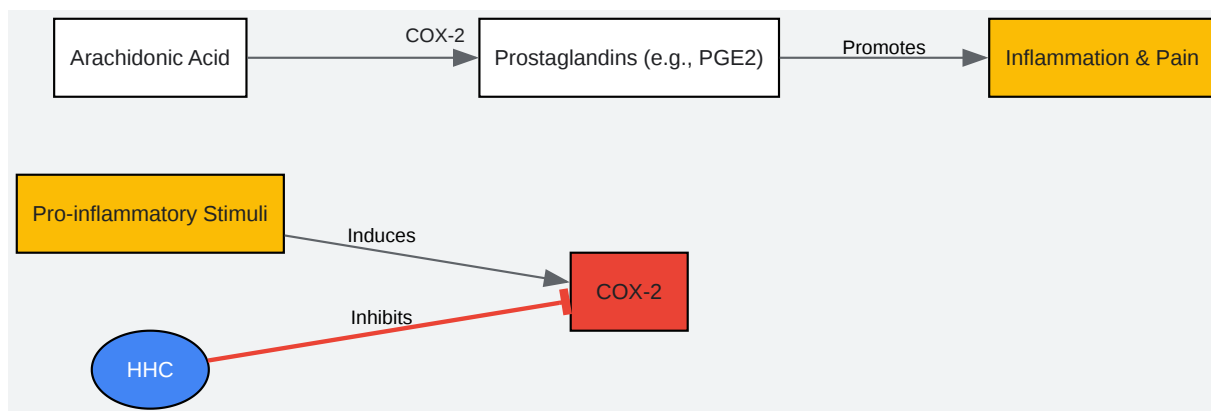 COX-2
Arachidonic Acid
Prostaglandins (e.g., PGE2)
Promotes
Inflammation & Pain
Pro-inflammatory Stimuli
Induces
COX-2
Inhibits
HHC